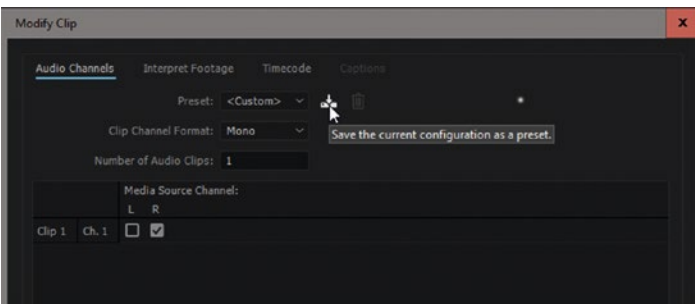 Modify Clip x
Audio Channels Interpret Footage Timecode Captions
Preset: <Custom>
Save the current configuration as a preset.
Clip Channel Format: Mono
Number of Audio Clips: 1
Media Source Channel:
L R
Clip 1 Ch. 1